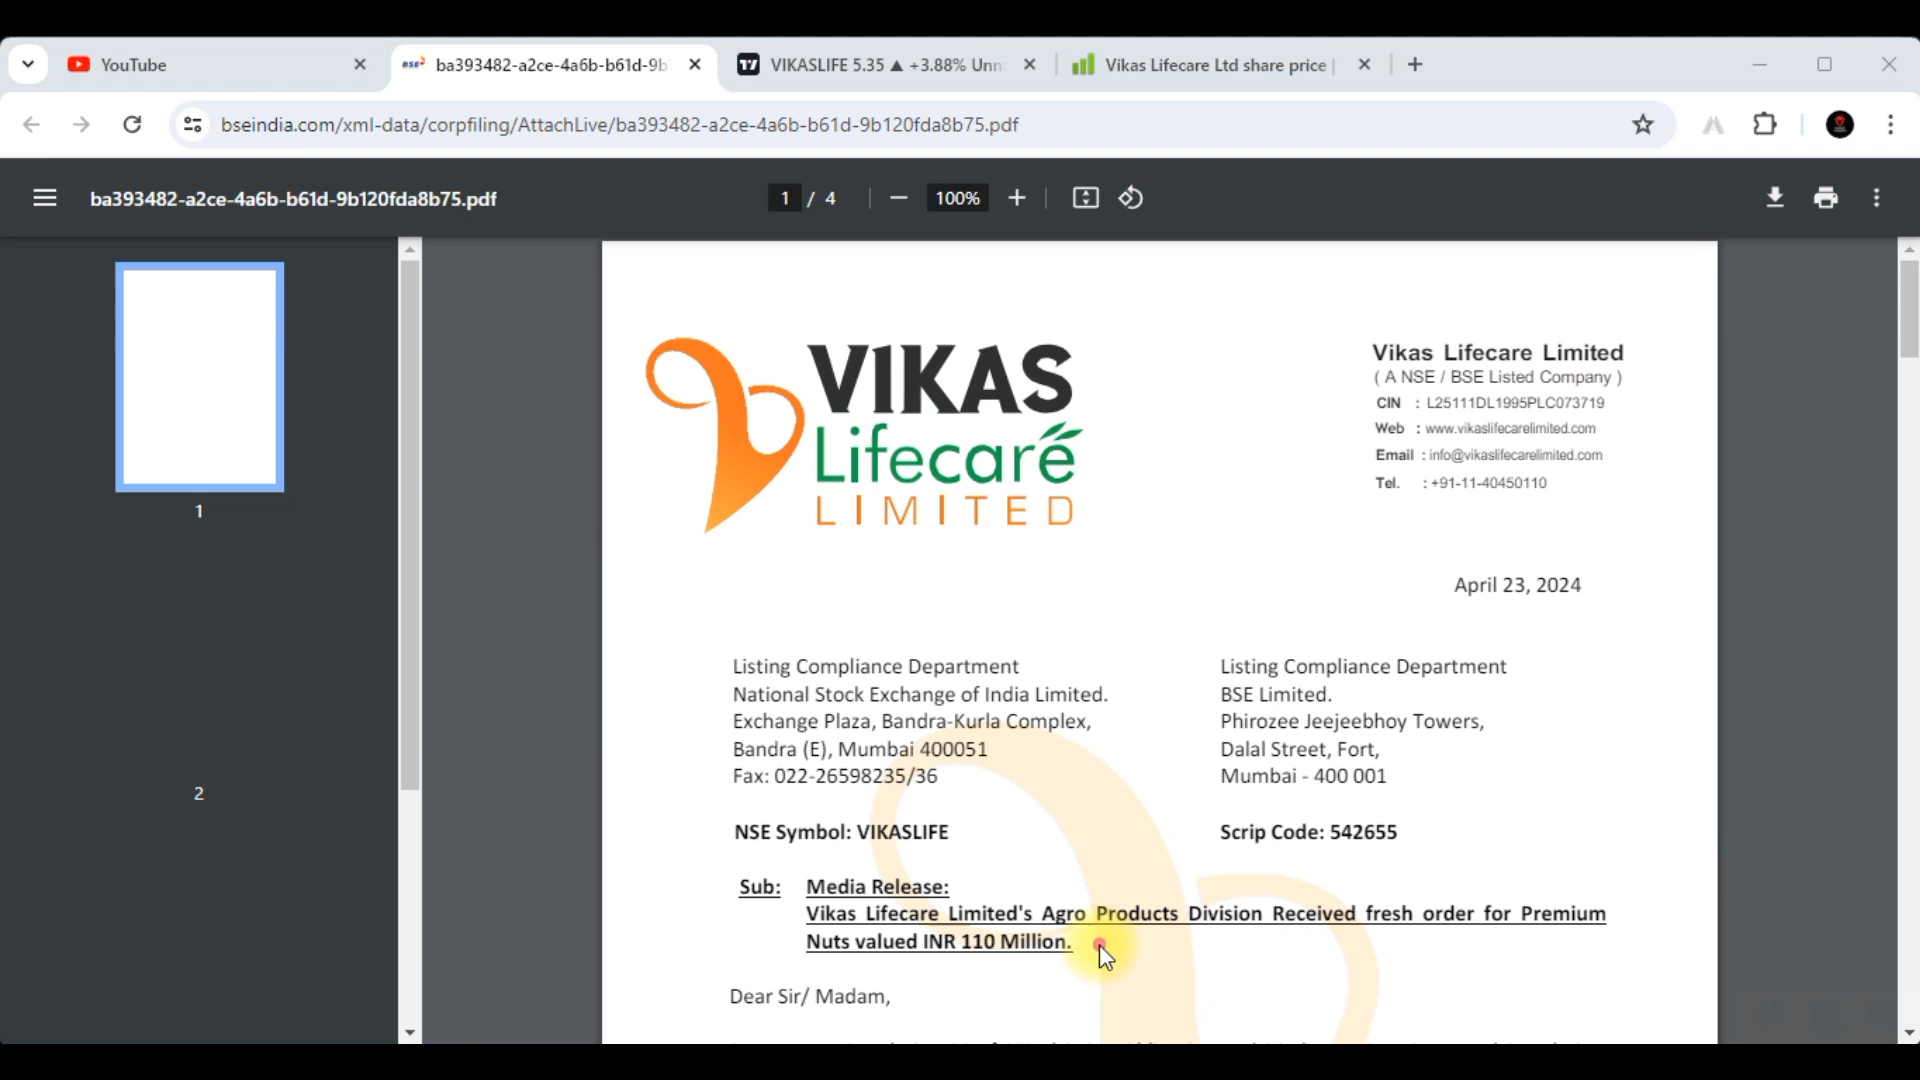 YouTube
BSE ba393482-a2ce-4a6b-b61d-9b
VIKASLIFE 5.35 ▲ +3.88% Unn
Vikas Lifecare Ltd share price |
bseindia.com/xml-data/corpfiling/AttachLive/ba393482-a2ce-4a6b-b61d-9b120fda8b75.pdf
ba393482-a2ce-4a6b-b61d-9b120fda8b75.pdf
1 / 4
100%
1
2
VIKAS
Lifecare
LIMITED
Vikas Lifecare Limited
( A NSE / BSE Listed Company )
CIN : L25111DL1995PLC073719
Web : www.vikaslifecarelimited.com
Email : info@vikaslifecarelimited.com
Tel. : +91-11-40450110
April 23, 2024
Listing Compliance Department
National Stock Exchange of India Limited.
Exchange Plaza, Bandra-Kurla Complex,
Bandra (E), Mumbai 400051
Fax: 022-26598235/36
Listing Compliance Department
BSE Limited.
Phirozee Jeejeebhoy Towers,
Dalal Street, Fort,
Mumbai - 400 001
NSE Symbol: VIKASLIFE
Scrip Code: 542655
Sub: Media Release:
Vikas Lifecare Limited's Agro Products Division Received fresh order for Premium
Nuts valued INR 110 Million.
Dear Sir/ Madam,